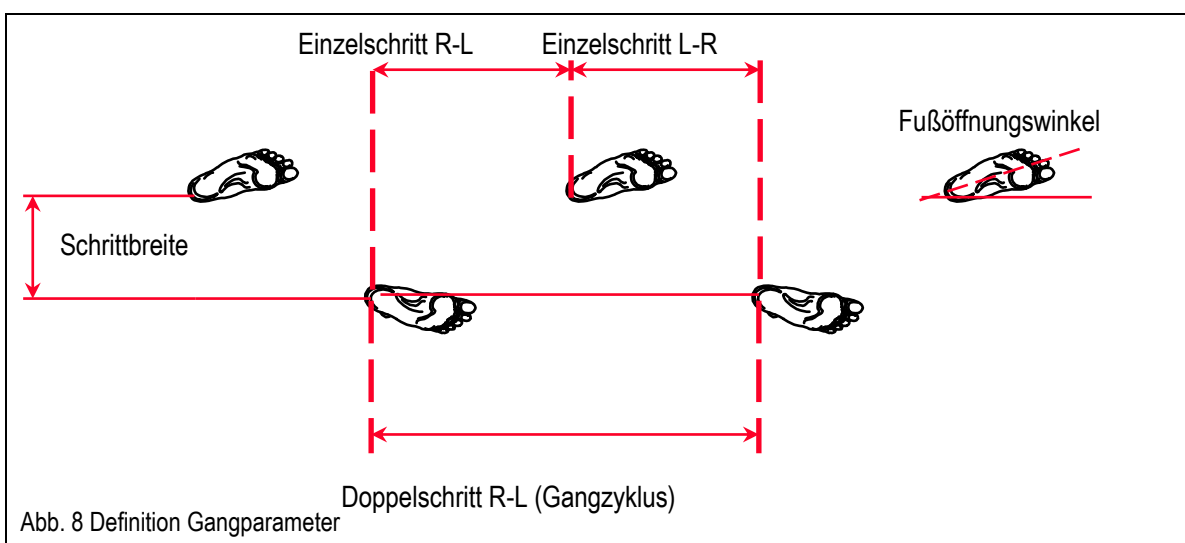 Einzelschritt R-L
Einzelschritt L-R
Fußöffnungswinkel
Schrittbreite
Doppelschritt R-L (Gangzyklus)
Abb. 8 Definition Gangparameter